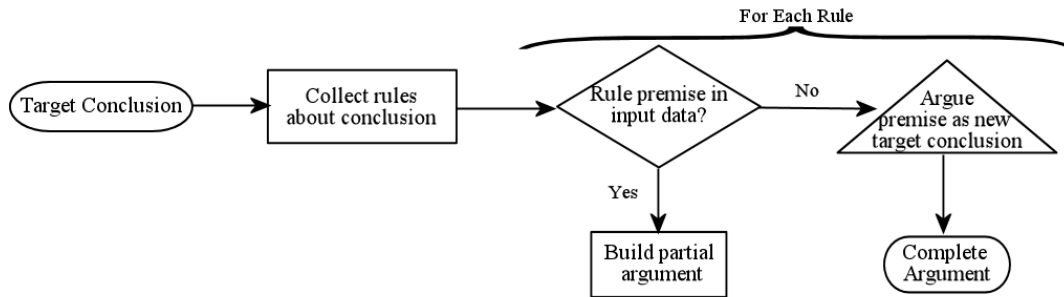 For Each Rule
Target Conclusion
Collect rules
about conclusion
Rule premise in
input data?
No
Argue
premise as new
target conclusion
Yes
Build partial
argument
Complete
Argument